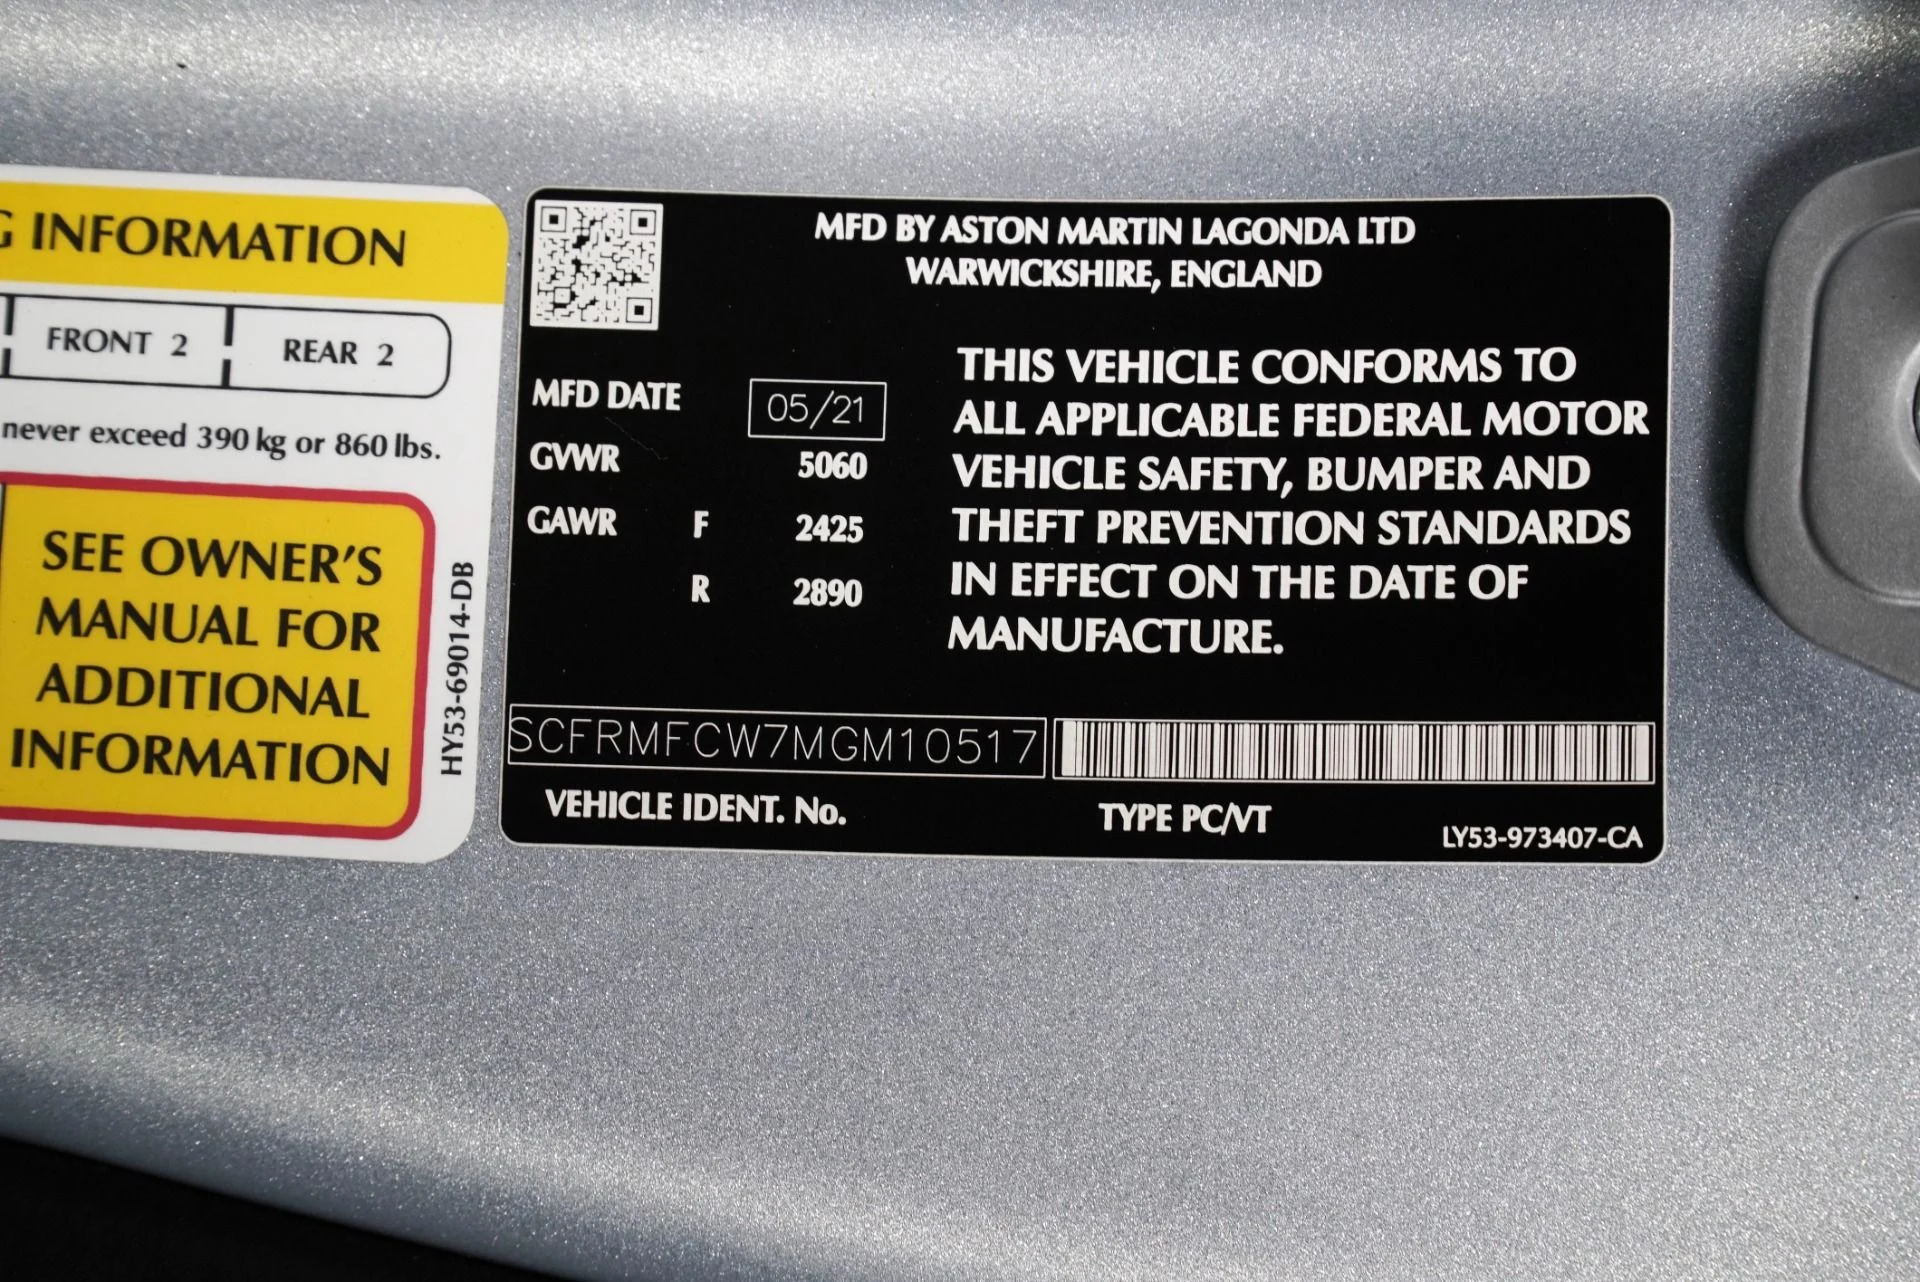 G INFORMATION
FRONT 2
REAR 2
never exceed 390 kg or 860 lbs.
SEE OWNER'S
MANUAL FOR
ADDITIONAL
INFORMATION
HY53-69014-DB
MFD BY ASTON MARTIN LAGONDA LTD
WARWICKSHIRE, ENGLAND
MFD DATE 05/21
GVWR 5060
GAWR F 2425
R 2890
THIS VEHICLE CONFORMS TO
ALL APPLICABLE FEDERAL MOTOR
VEHICLE SAFETY, BUMPER AND
THEFT PREVENTION STANDARDS
IN EFFECT ON THE DATE OF
MANUFACTURE.
SCFRMFCW7MGM10517
VEHICLE IDENT. No.
TYPE PC/VT
LY53-973407-CA